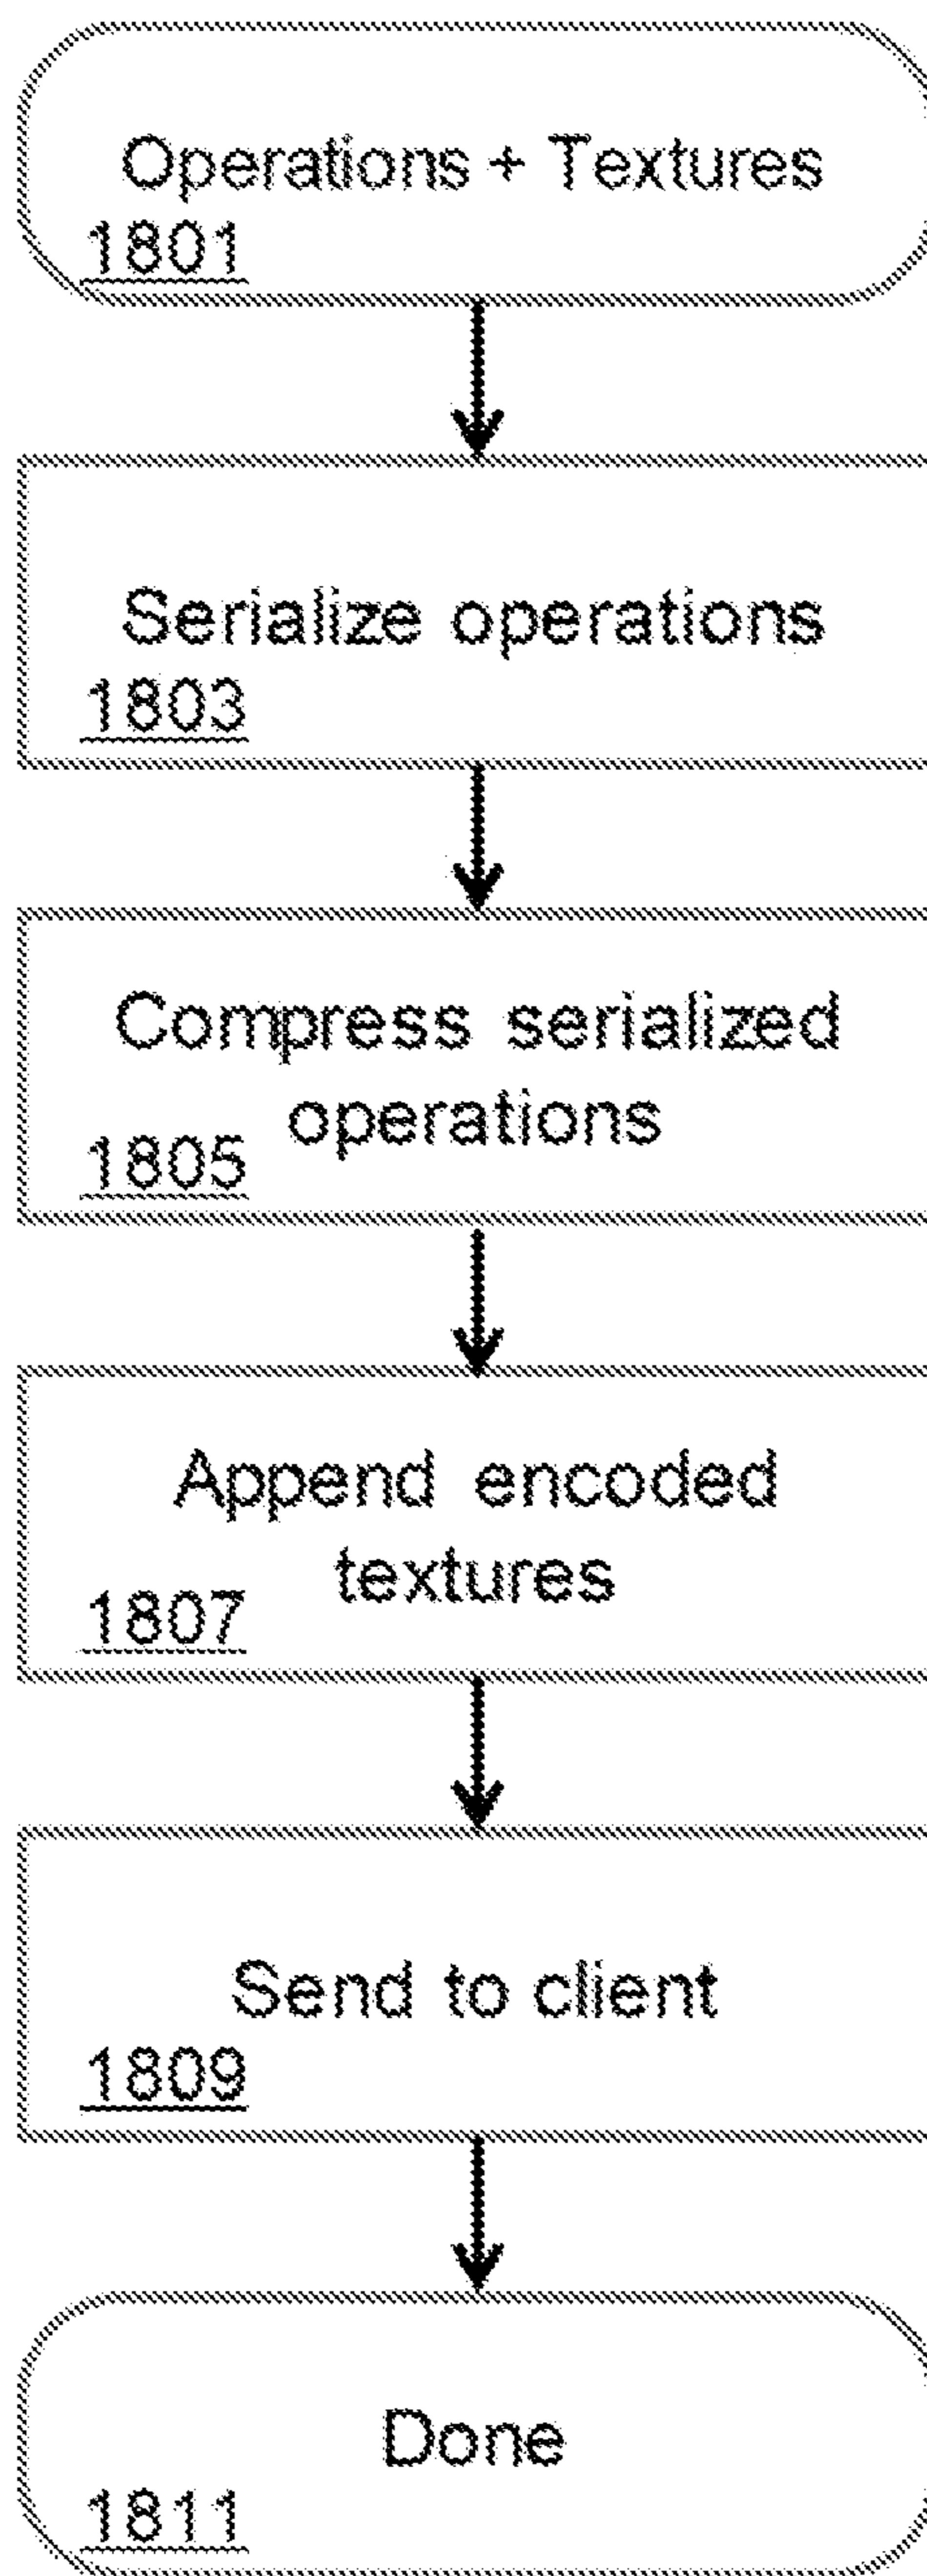 Operations + Textures
1801
Serialize operations
1803
Compress serialized
operations
1805
Append encoded
textures
1807
Send to client
1809
Done
1811